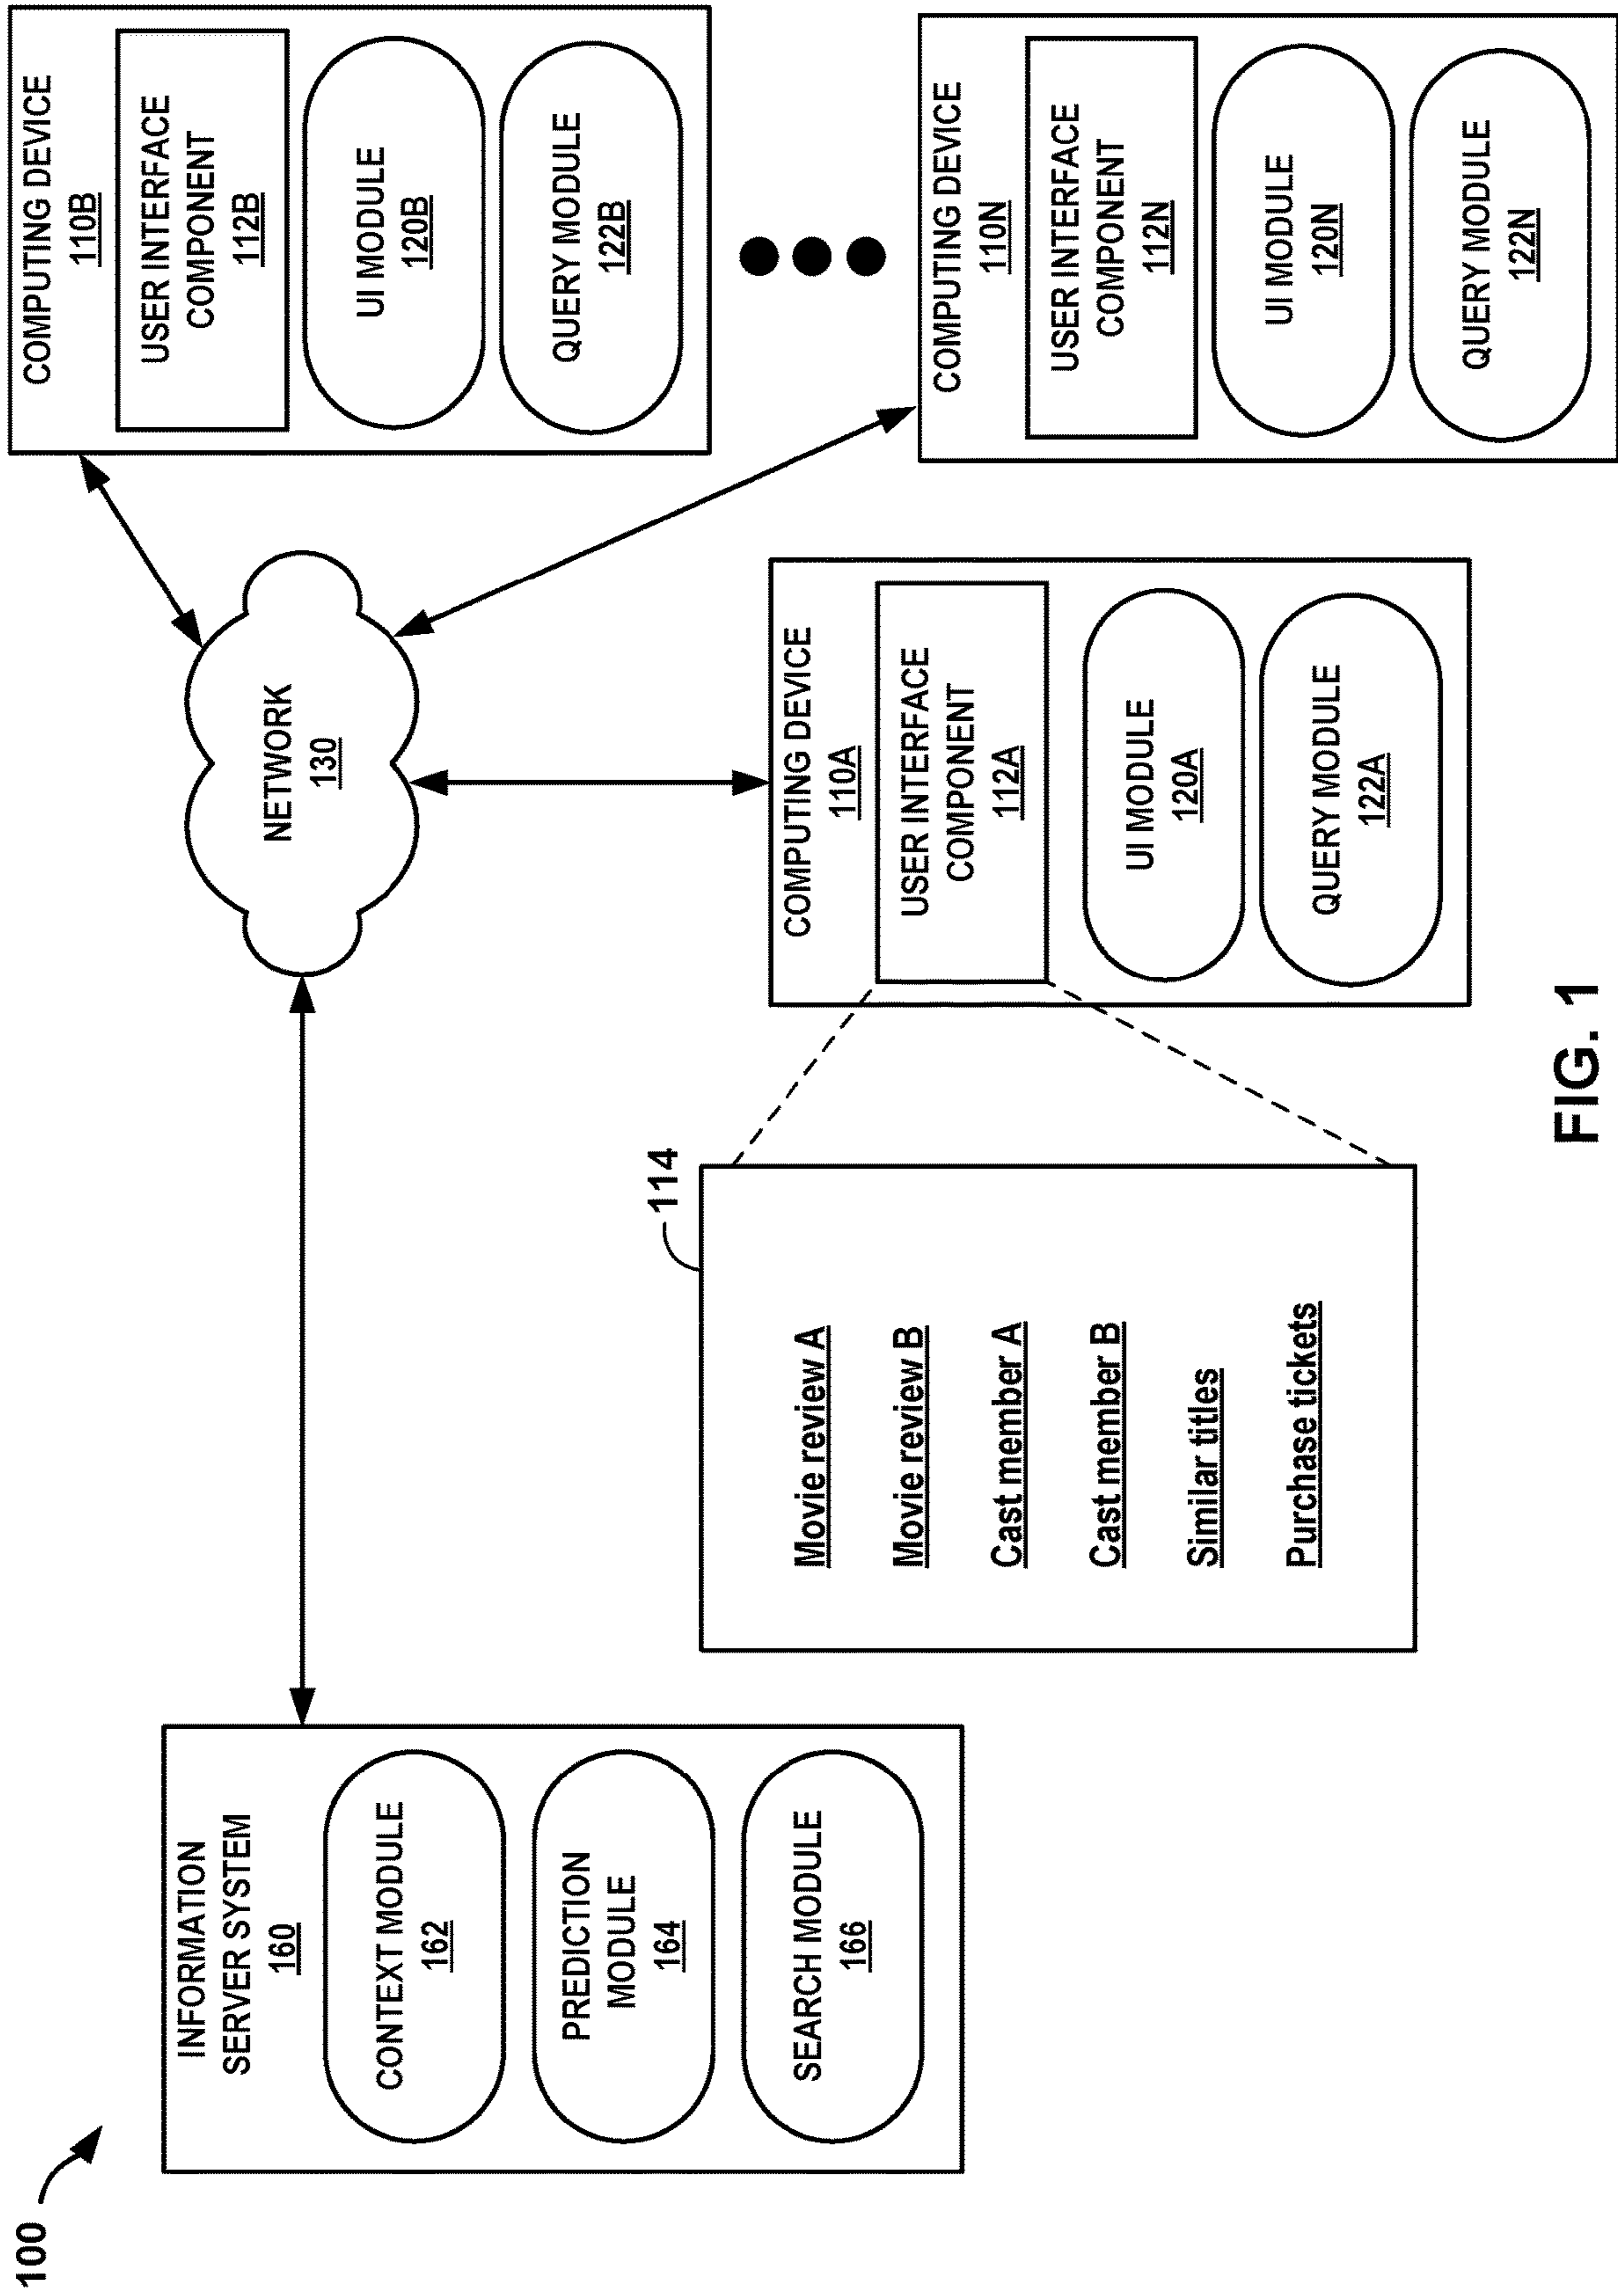 100
INFORMATION
SERVER SYSTEM
160
CONTEXT MODULE
162
PREDICTION
MODULE
164
SEARCH MODULE
166
NETWORK
130
114
Movie review A
Movie review B
Cast member A
Cast member B
Similar titles
Purchase tickets
COMPUTING DEVICE
110A
USER INTERFACE
COMPONENT
112A
UI MODULE
120A
QUERY MODULE
122A
COMPUTING DEVICE
110B
USER INTERFACE
COMPONENT
112B
UI MODULE
120B
QUERY MODULE
122B
COMPUTING DEVICE
110N
USER INTERFACE
COMPONENT
112N
UI MODULE
120N
QUERY MODULE
122N
FIG. 1